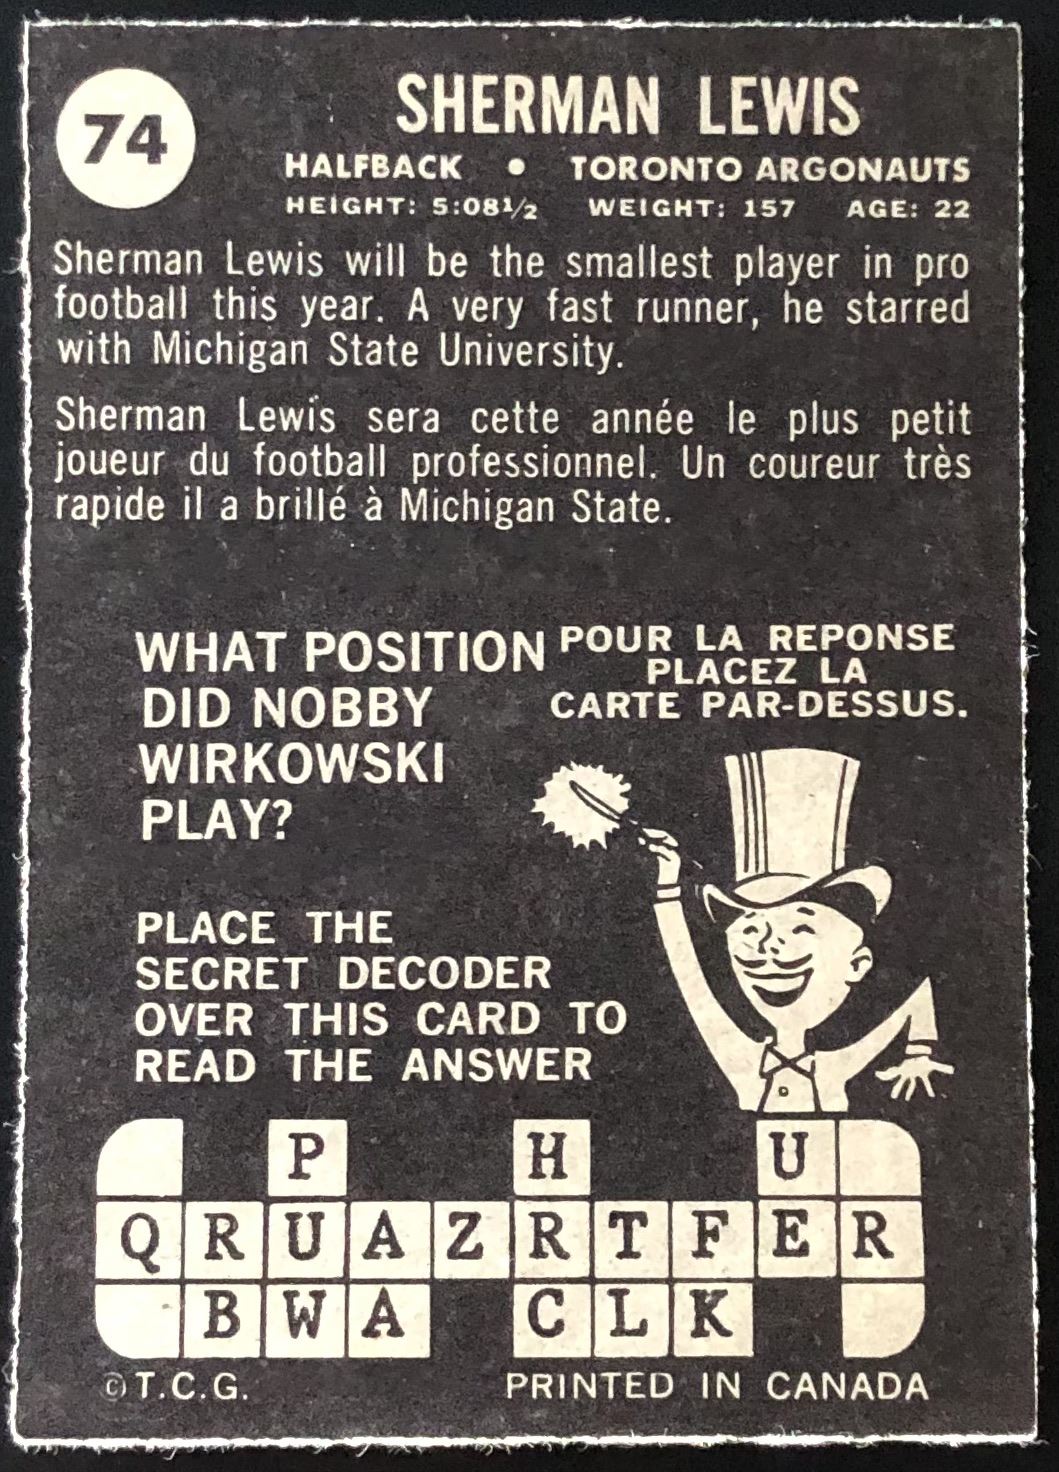 74
SHERMAN LEWIS
HALFBACK • TORONTO ARGONAUTS
HEIGHT: 5:08½ WEIGHT: 157 AGE: 22
Sherman Lewis will be the smallest player in pro
football this year. A very fast runner, he starred
with Michigan State University.
Sherman Lewis sera cette année le plus petit
joueur du football professionnel. Un coureur très
rapide il a brillé à Michigan State.
WHAT POSITION
DID NOBBY
WIRKOWSKI
PLAY?
POUR LA REPONSE
PLACEZ LA
CARTE PAR-DESSUS.
PLACE THE
SECRET DECODER
OVER THIS CARD TO
READ THE ANSWER
P H U
Q R U A Z R T F E R
B W A C L K
© T.C.G. PRINTED IN CANADA